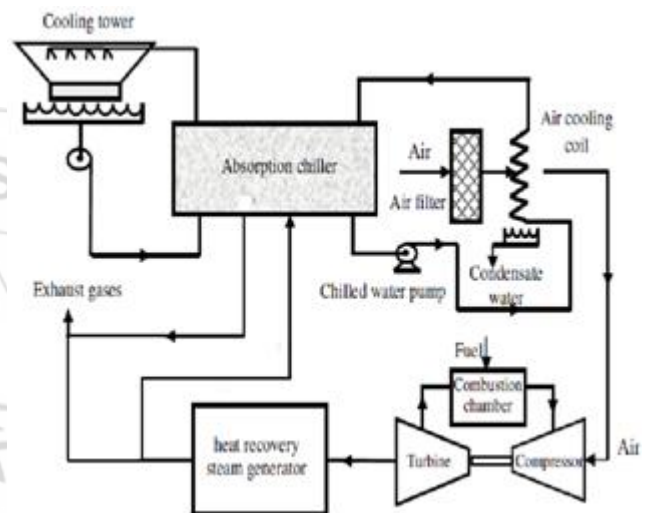 Cooling tower
Absorption chiller
Air
Air filter
Air cooling
coil
Condensate
water
Chilled water pump
Exhaust gases
Fuel
Combustion
chamber
heat recovery
steam generator
Turbine
Compressor
Air